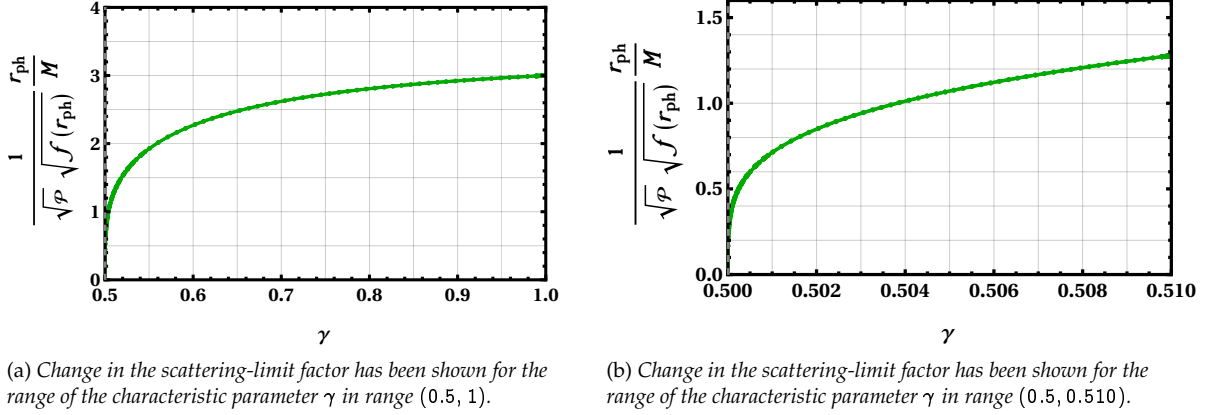 4
3
2
1
0
0.5 0.6 0.7 0.8 0.9 1.0
γ
1 / (√𝒫 √f (r_ph)) r_ph / M
1.5
1.0
0.5
0.0
0.500 0.502 0.504 0.506 0.508 0.510
γ
1 / (√𝒫 √f (r_ph)) r_ph / M
(a) Change in the scattering-limit factor has been shown for the
range of the characteristic parameter γ in range (0.5, 1).
(b) Change in the scattering-limit factor has been shown for the
range of the characteristic parameter γ in range (0.5, 0.510).